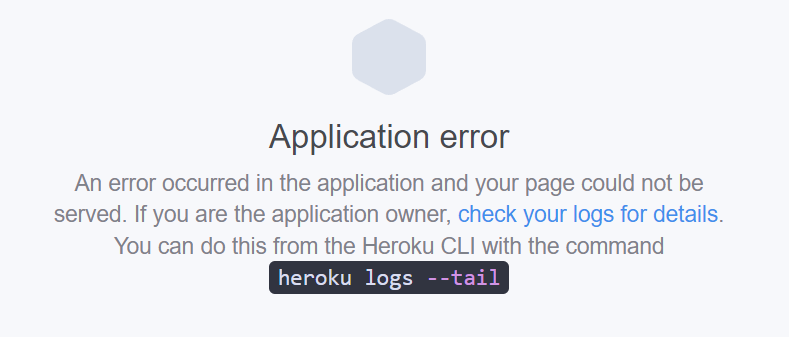 Application error
An error occurred in the application and your page could not be
served. If you are the application owner, check your logs for details.
You can do this from the Heroku CLI with the command
heroku logs --tail